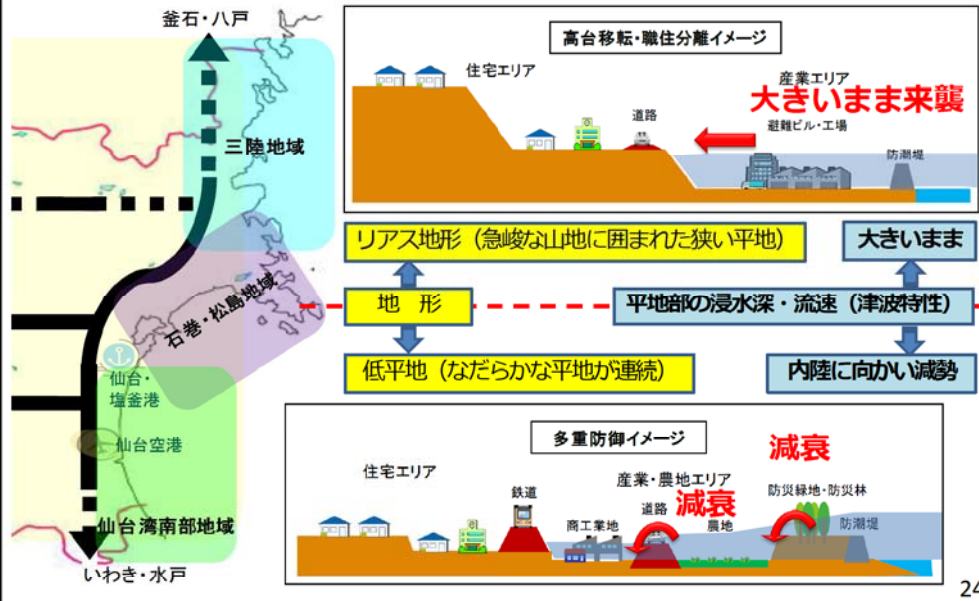 釜石・八戸
三陸地域
石巻・松島地域
仙台・
塩釜港
仙台空港
仙台湾南部地域
いわき・水戸
高台移転・職住分離イメージ
住宅エリア
産業エリア
大きいまま来襲
道路
避難ビル・工場
防潮堤
リアス地形（急峻な山地に囲まれた狭い平地）
大きいまま
地 形
平地部の浸水深・流速（津波特性）
低平地（なだらかな平地が連続）
内陸に向かい減勢
多重防御イメージ
減衰
住宅エリア
産業・農地エリア
鉄道
減衰
防災緑地・防災林
道路
商工業地
農地
防潮堤
24